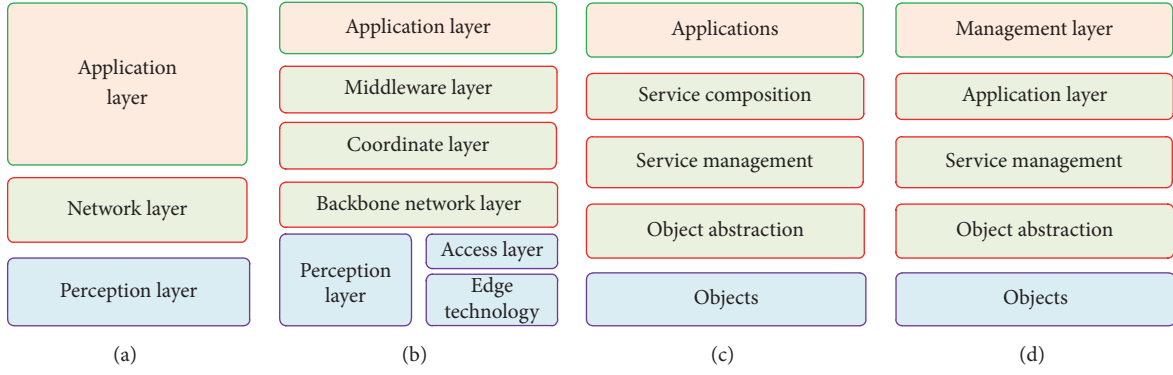 Application
layer
Network layer
Perception layer
(a)
Application layer
Middleware layer
Coordinate layer
Backbone network layer
Perception
layer
Access layer
Edge
technology
(b)
Applications
Service composition
Service management
Object abstraction
Objects
(c)
Management layer
Application layer
Service management
Object abstraction
Objects
(d)